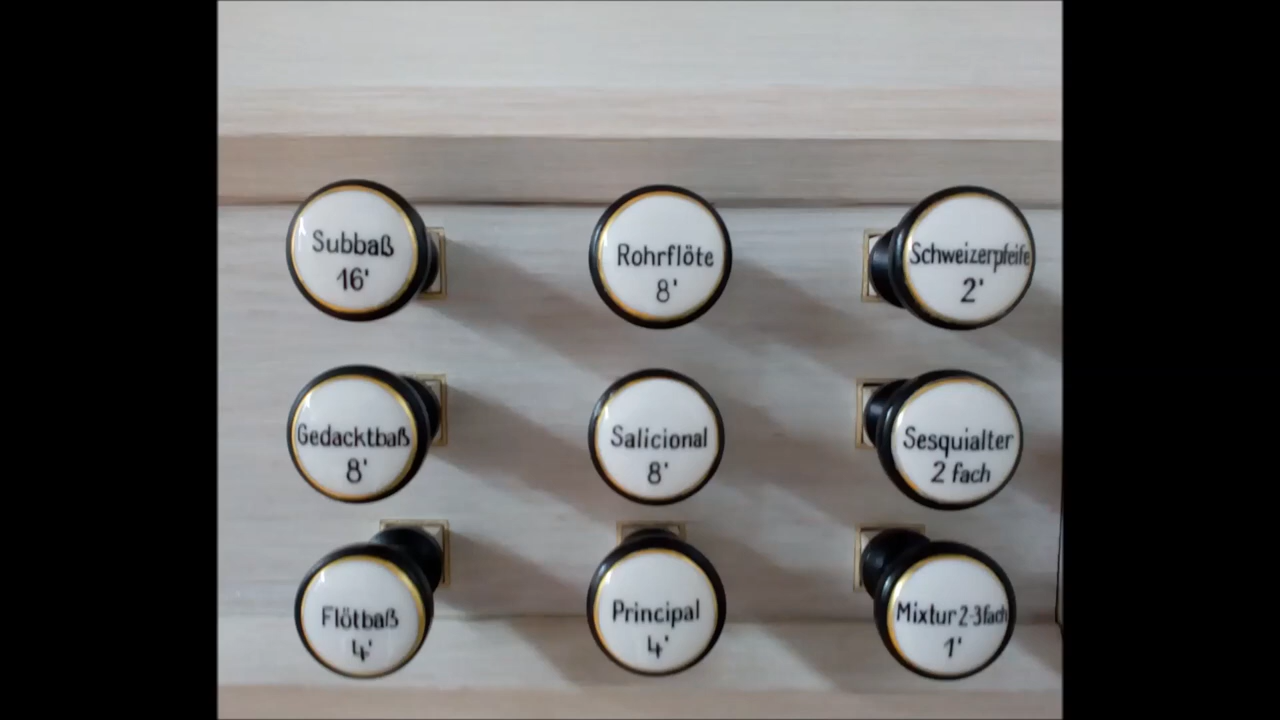 Subbaß
16'
Rohrflöte
8'
Schweizerpfeife
2'
Gedacktbaß
8'
Salicional
8'
Sesquialter
2 fach
Flötbaß
4'
Principal
4'
Mixtur 2-3fach
1'